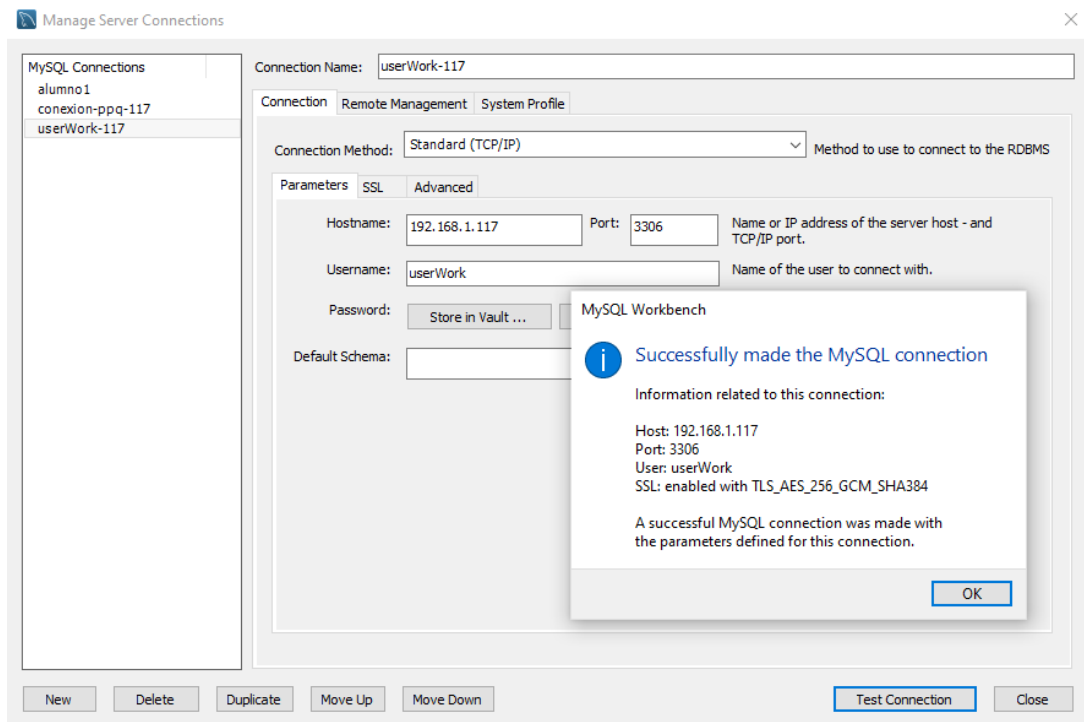 Manage Server Connections
MySQL Connections
alumno1
conexion-ppq-117
userWork-117
Connection Name: userWork-117
Connection Remote Management System Profile
Connection Method: Standard (TCP/IP) Method to use to connect to the RDBMS
Parameters SSL Advanced
Hostname: 192.168.1.117 Port: 3306 Name or IP address of the server host - and
TCP/IP port.
Username: userWork Name of the user to connect with.
Password: Store in Vault ...
Default Schema:
MySQL Workbench
Successfully made the MySQL connection
Information related to this connection:
Host: 192.168.1.117
Port: 3306
User: userWork
SSL: enabled with TLS_AES_256_GCM_SHA384
A successful MySQL connection was made with
the parameters defined for this connection.
OK
New Delete Duplicate Move Up Move Down Test Connection Close